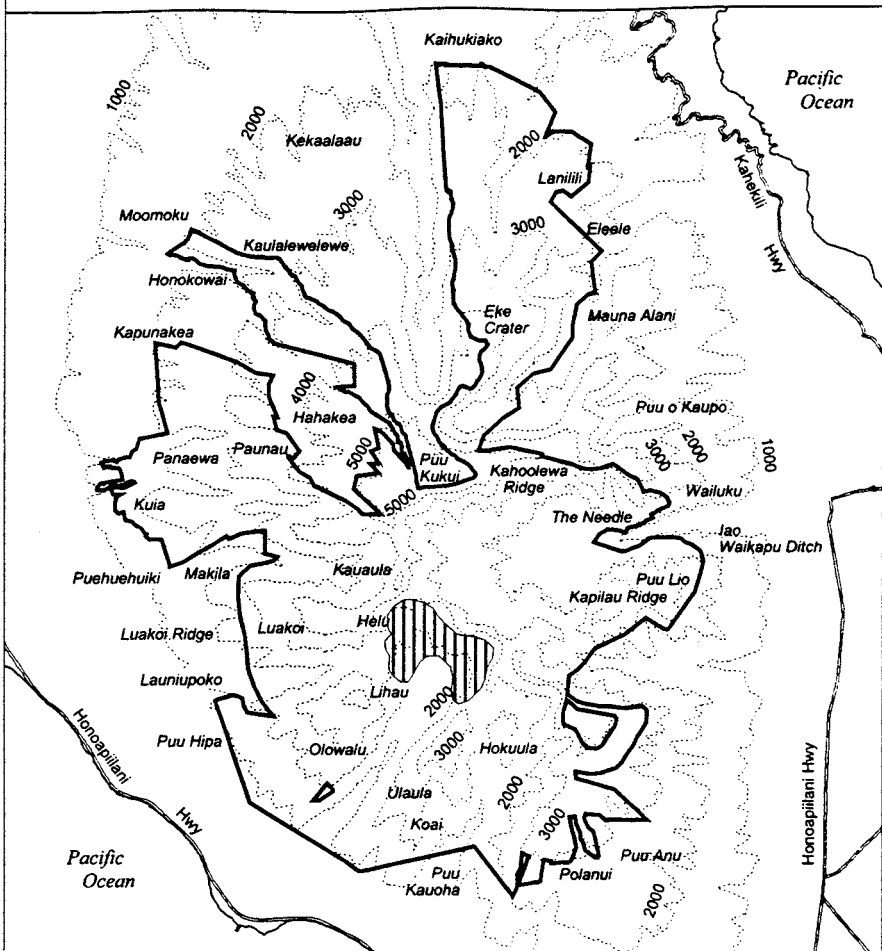 Kaihukiako
Pacific
Ocean
1000
2000
Kekaalaau
2000
Lanilili
Kahekili
Hwy
3000
Moomoku
Kaulalewelewe
3000
Eleele
Honokowai
Eke
Crater
Mauna Alani
Kapunakea
4000
Hahakea
Puu o Kaupo
3000
2000
1000
Panaewa
Paunau
5000
Puu
Kukui
Kahoolewa
Ridge
Wailuku
5000
Kuia
The Needle
Iao
Waikapu Ditch
Puehuehuiki
Makila
Kauaula
Puu Lio
Kapilau Ridge
Luakoi Ridge
Luakoi
Helu
Launiupoko
Lihau
2000
Puu Hipa
Olowalu
3000
Hokuula
Honoapiilani
Hwy
Ulaula
2000
Honoapiilani Hwy
Koai
3000
Pacific
Ocean
Puu
Kauoha
Polanui
Puu Anu
2000